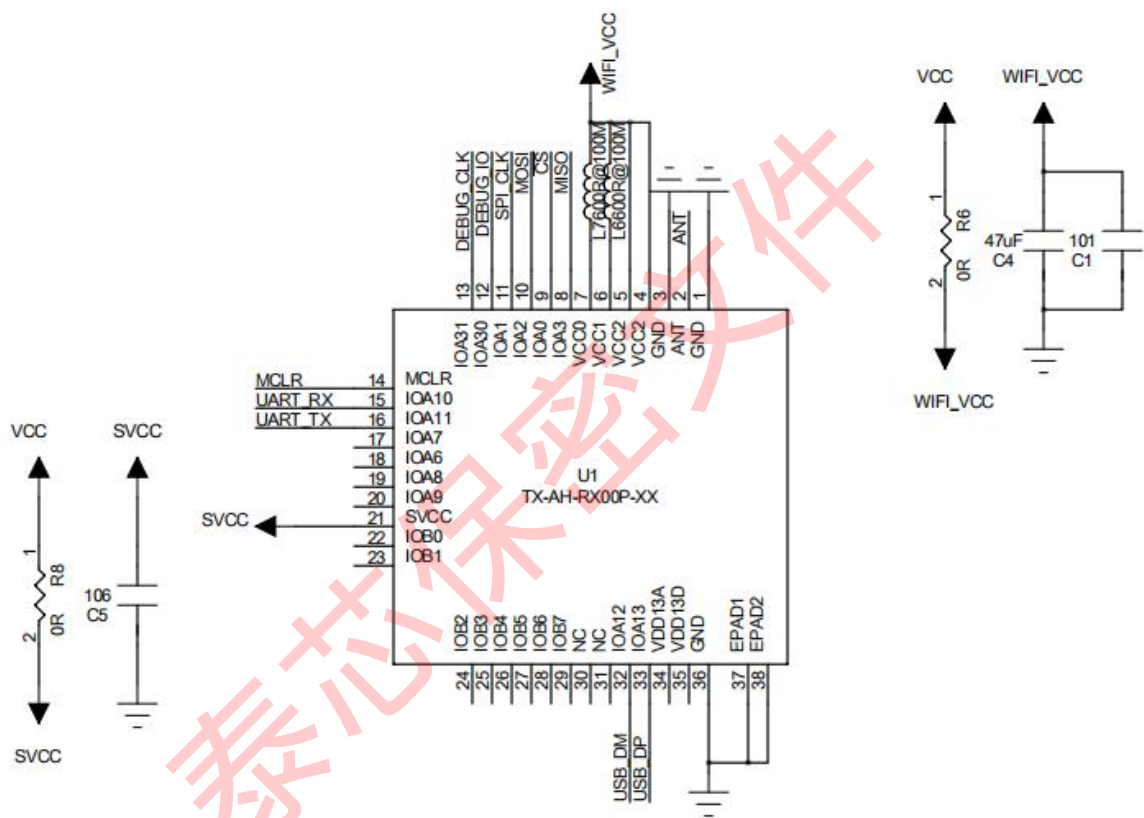 WIFI_VCC
VCC
WIFI_VCC
DEBUG_CLK
DEBUG_IO
SPI_CLK
MOSI
CS
MISO
L7600R@100M
L6600R@100M
ANT
1
R6
2
0R
47uF
C4
101
C1
WIFI_VCC
13
12
11
10
9
8
7
6
5
4
3
2
1
IOA31
IOA30
IOA1
IOA2
IOA0
IOA3
VCC0
VCC1
VCC2
VCC2
GND
ANT
GND
MCLR 14 MCLR
UART_RX 15 IOA10
UART_TX 16 IOA11
17 IOA7
18 IOA6
19 IOA8
20 IOA9
SVCC 21 SVCC
22 IOB0
23 IOB1
U1
TX-AH-RX00P-XX
VCC
SVCC
1
R8
2
0R
106
C5
SVCC
IOB2
IOB3
IOB4
IOB5
IOB6
IOB7
NC
NC
IOA12
IOA13
VDD13A
VDD13D
GND
EPAD1
EPAD2
24
25
26
27
28
29
30
31
32
33
34
35
36
37
38
USB_DM
USB_DP
泰芯保密文件